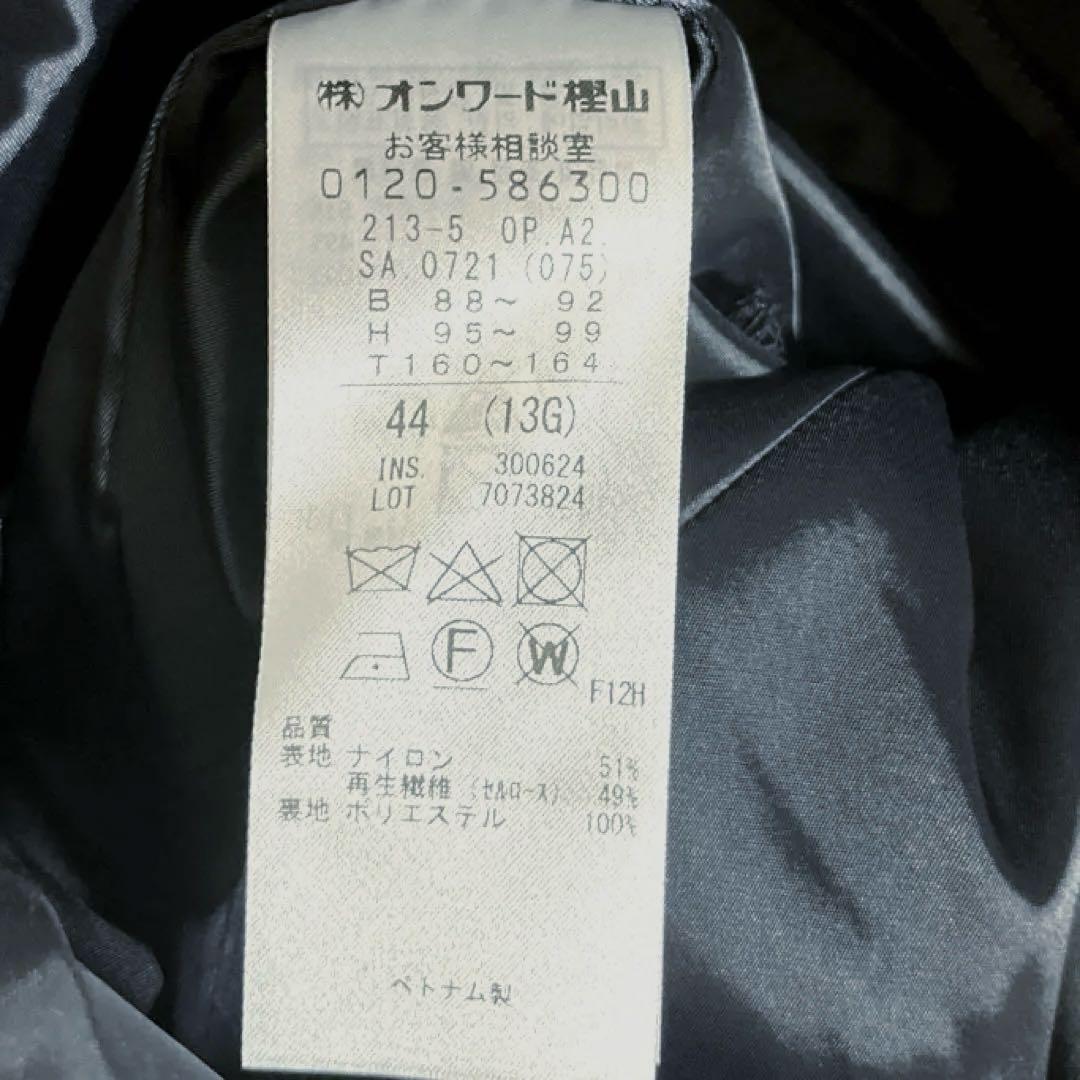 (株)オンワード樫山
お客様相談室
0120-586300
213-5 OP.A2.
SA 0721 (075)
B 88~ 92
H 95~ 99
T160~164
44 (13G)
INS. 300624
LOT 7073824
F
W
F12H
品質
表地 ナイロン 51%
再生繊維 (セルロース) 49%
裏地 ポリエステル 100%
ベトナム製